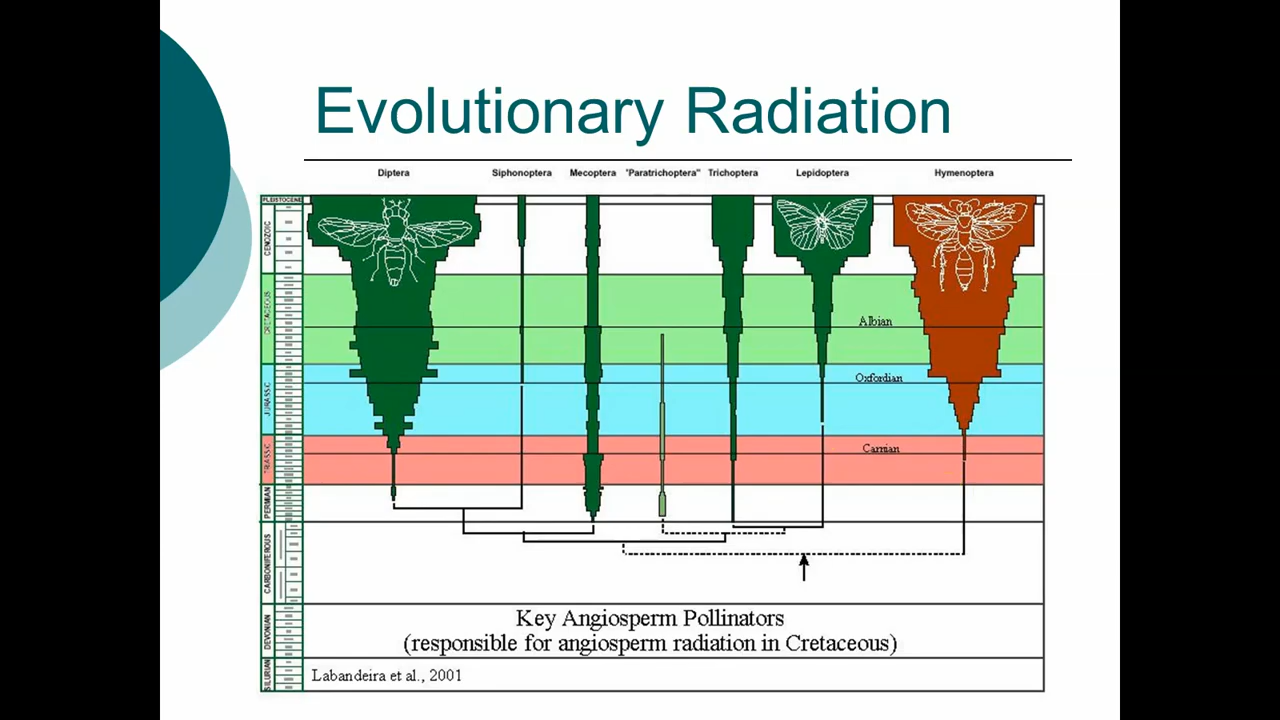 Evolutionary Radiation
Diptera Siphonoptera Mecoptera "Paratrichoptera" Trichoptera Lepidoptera Hymenoptera
PLEISTOCENE
CENOZOIC
CRETACEOUS
Albian
JURASSIC
Oxfordian
TRIASSIC
Carnian
PERMIAN
CARBONIFEROUS
DEVONIAN
Key Angiosperm Pollinators
(responsible for angiosperm radiation in Cretaceous)
SILURIAN
Labandeira et al., 2001